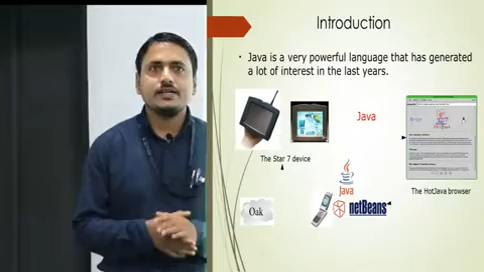 Introduction
• Java is a very powerful language that has generated
a lot of interest in the last years.
Java
The Star 7 device
Java
The HotJava browser
Oak
netBeans